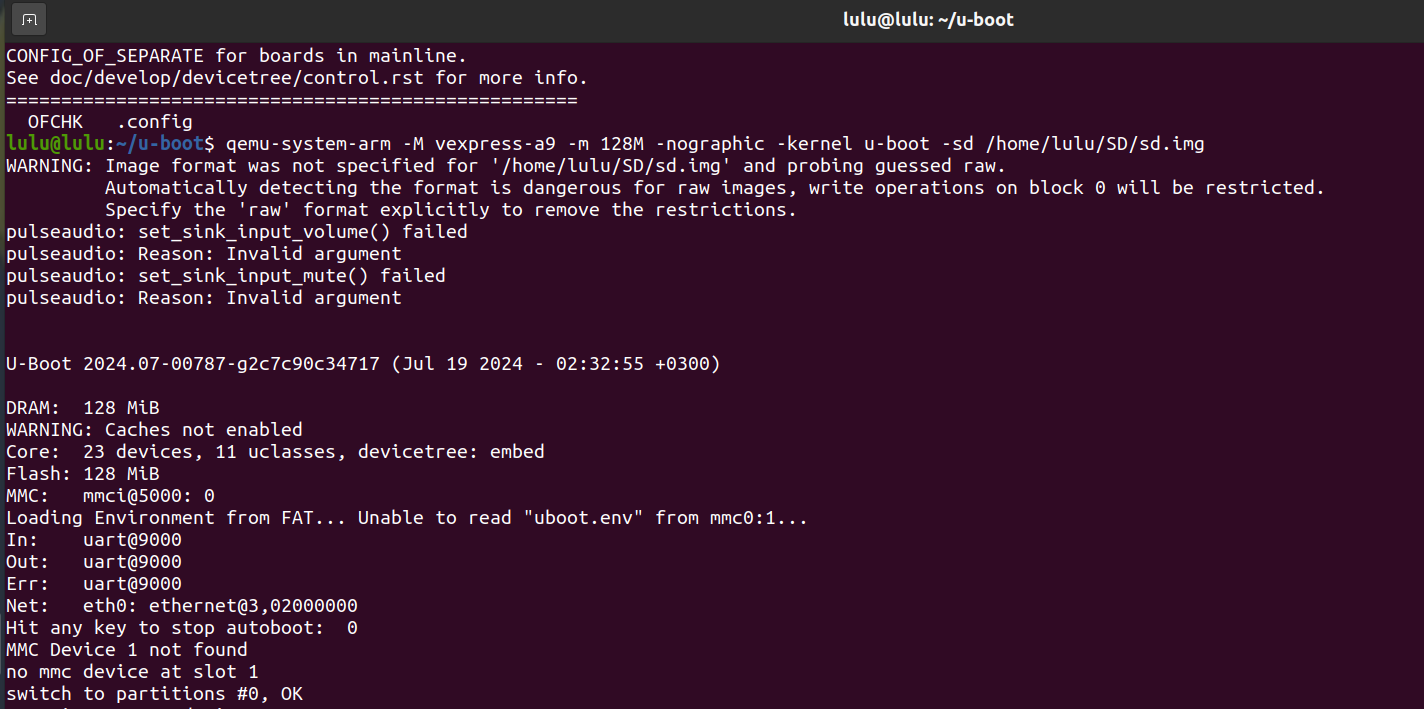 lulu@lulu: ~/u-boot
CONFIG_OF_SEPARATE for boards in mainline.
See doc/develop/devicetree/control.rst for more info.
====================================================
  OFCHK   .config
lulu@lulu:~/u-boot$ qemu-system-arm -M vexpress-a9 -m 128M -nographic -kernel u-boot -sd /home/lulu/SD/sd.img
WARNING: Image format was not specified for '/home/lulu/SD/sd.img' and probing guessed raw.
         Automatically detecting the format is dangerous for raw images, write operations on block 0 will be restricted.
         Specify the 'raw' format explicitly to remove the restrictions.
pulseaudio: set_sink_input_volume() failed
pulseaudio: Reason: Invalid argument
pulseaudio: set_sink_input_mute() failed
pulseaudio: Reason: Invalid argument
U-Boot 2024.07-00787-g2c7c90c34717 (Jul 19 2024 - 02:32:55 +0300)
DRAM:  128 MiB
WARNING: Caches not enabled
Core:  23 devices, 11 uclasses, devicetree: embed
Flash: 128 MiB
MMC:   mmci@5000: 0
Loading Environment from FAT... Unable to read "uboot.env" from mmc0:1...
In:    uart@9000
Out:   uart@9000
Err:   uart@9000
Net:   eth0: ethernet@3,02000000
Hit any key to stop autoboot:  0
MMC Device 1 not found
no mmc device at slot 1
switch to partitions #0, OK